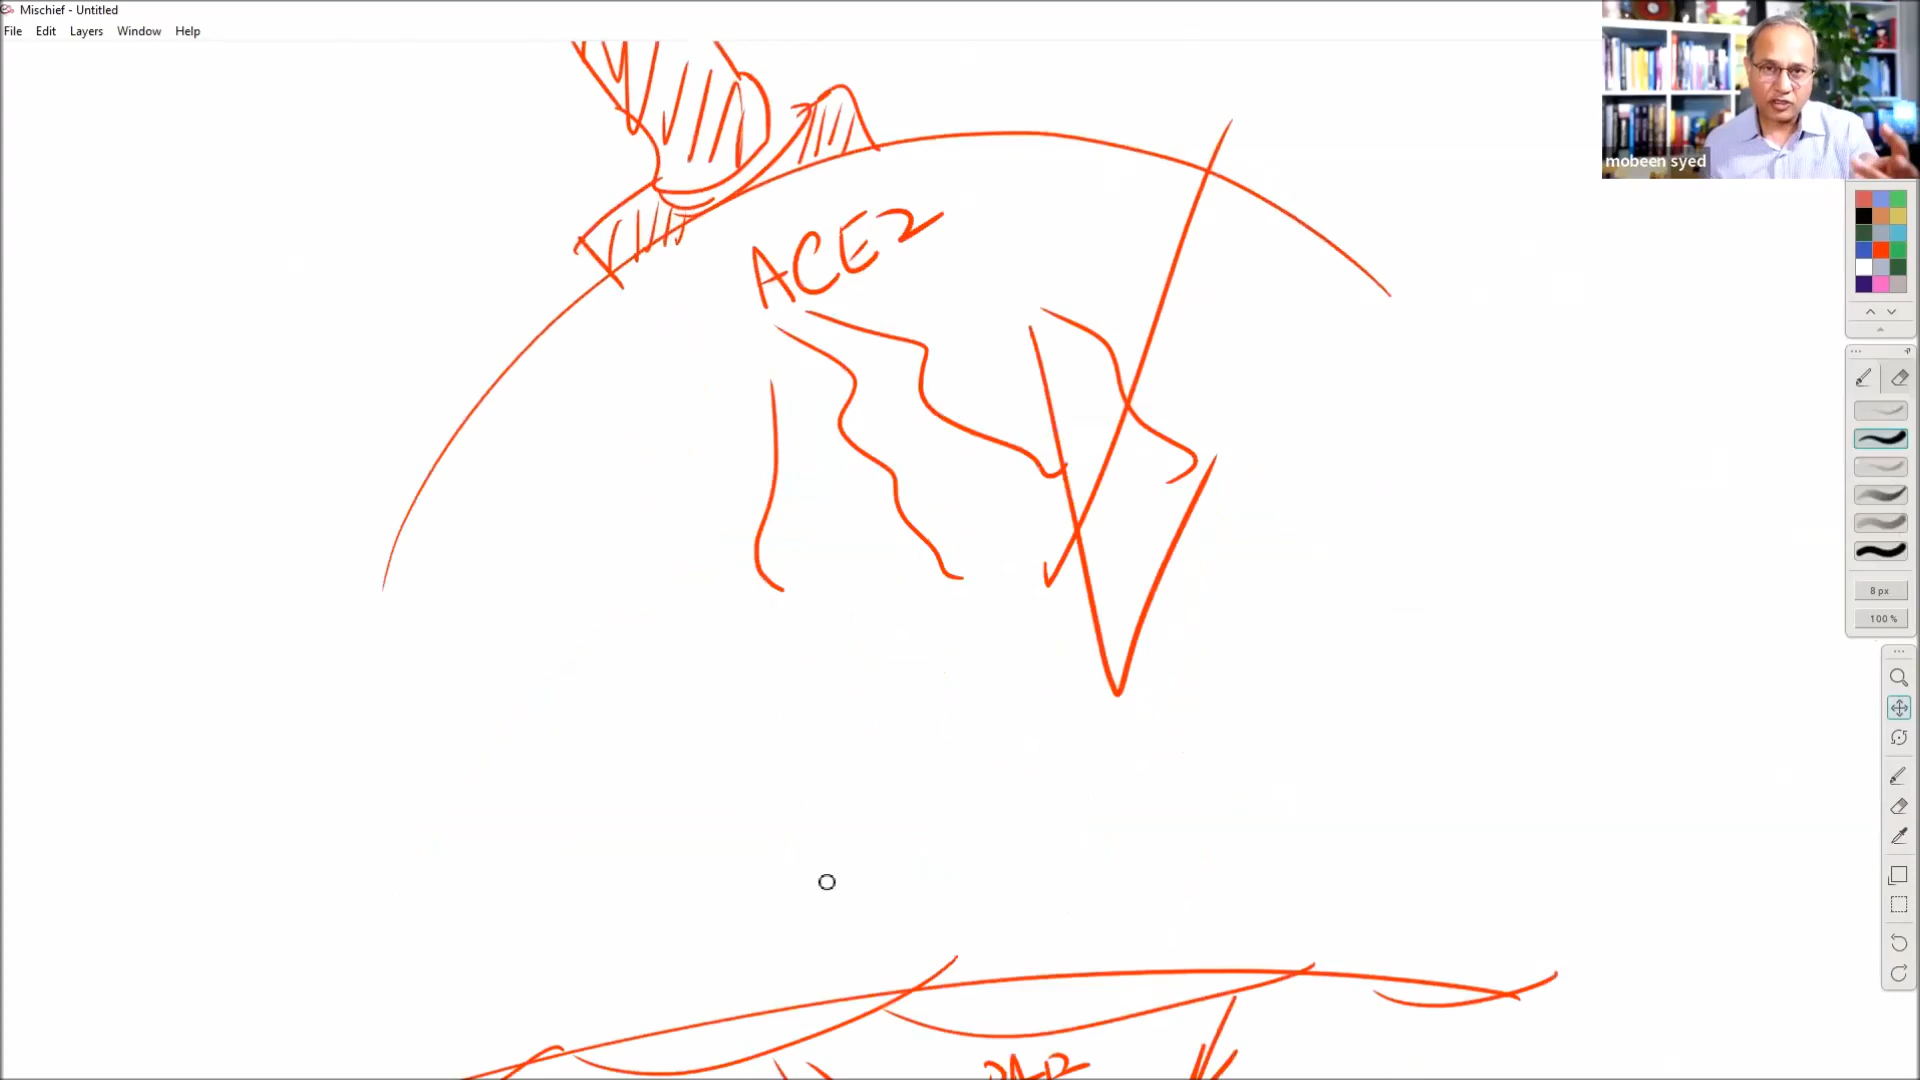 Mischief - Untitled
File Edit Layers Window Help
mobeen syed
ACE2
8 px
100 %